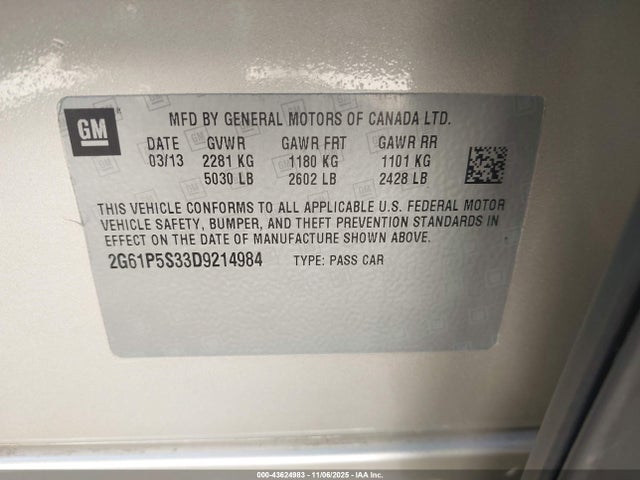 GM
MFD BY GENERAL MOTORS OF CANADA LTD.
DATE GVWR GAWR FRT GAWR RR
03/13 2281 KG 1180 KG 1101 KG
5030 LB 2602 LB 2428 LB
THIS VEHICLE CONFORMS TO ALL APPLICABLE U.S. FEDERAL MOTOR
VEHICLE SAFETY, BUMPER, AND THEFT PREVENTION STANDARDS IN
EFFECT ON THE DATE OF MANUFACTURE SHOWN ABOVE.
2G61P5S33D9214984 TYPE: PASS CAR
000-43624983 - 11/06/2025 - IAA Inc.